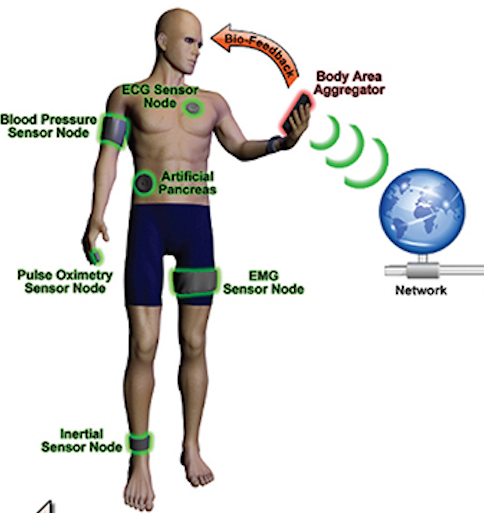 Bio-Feedback
Body Area
Aggregator
ECG Sensor
Node
Blood Pressure
Sensor Node
Artificial
Pancreas
Pulse Oximetry
Sensor Node
EMG
Sensor Node
Network
Inertial
Sensor Node